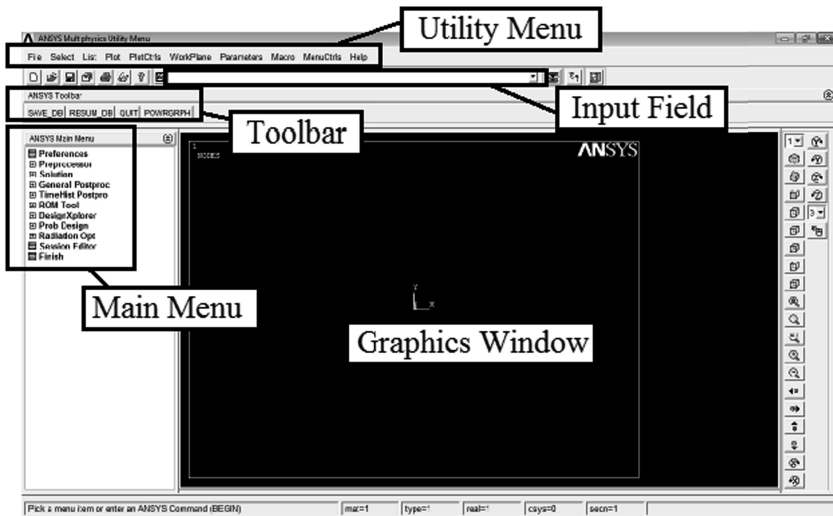 Utility Menu
ANSYS Multiphysics Utility Menu
File Select List Plot PlotCtrls WorkPlane Parameters Macro MenuCtrls Help
Input Field
ANSYS Toolbar
SAVE_DB RESUM_DB QUIT POWRGRPH
Toolbar
ANSYS Main Menu
Preferences
Preprocessor
Solution
General Postproc
TimeHist Postpro
ROM Tool
DesignXplorer
Prob Design
Radiation Opt
Session Editor
Finish
Main Menu
1
NODES
ANSYS
Y
X
Graphics Window
1
3
Pick a menu item or enter an ANSYS Command (BEGIN) mat=1 type=1 real=1 csys=0 secn=1